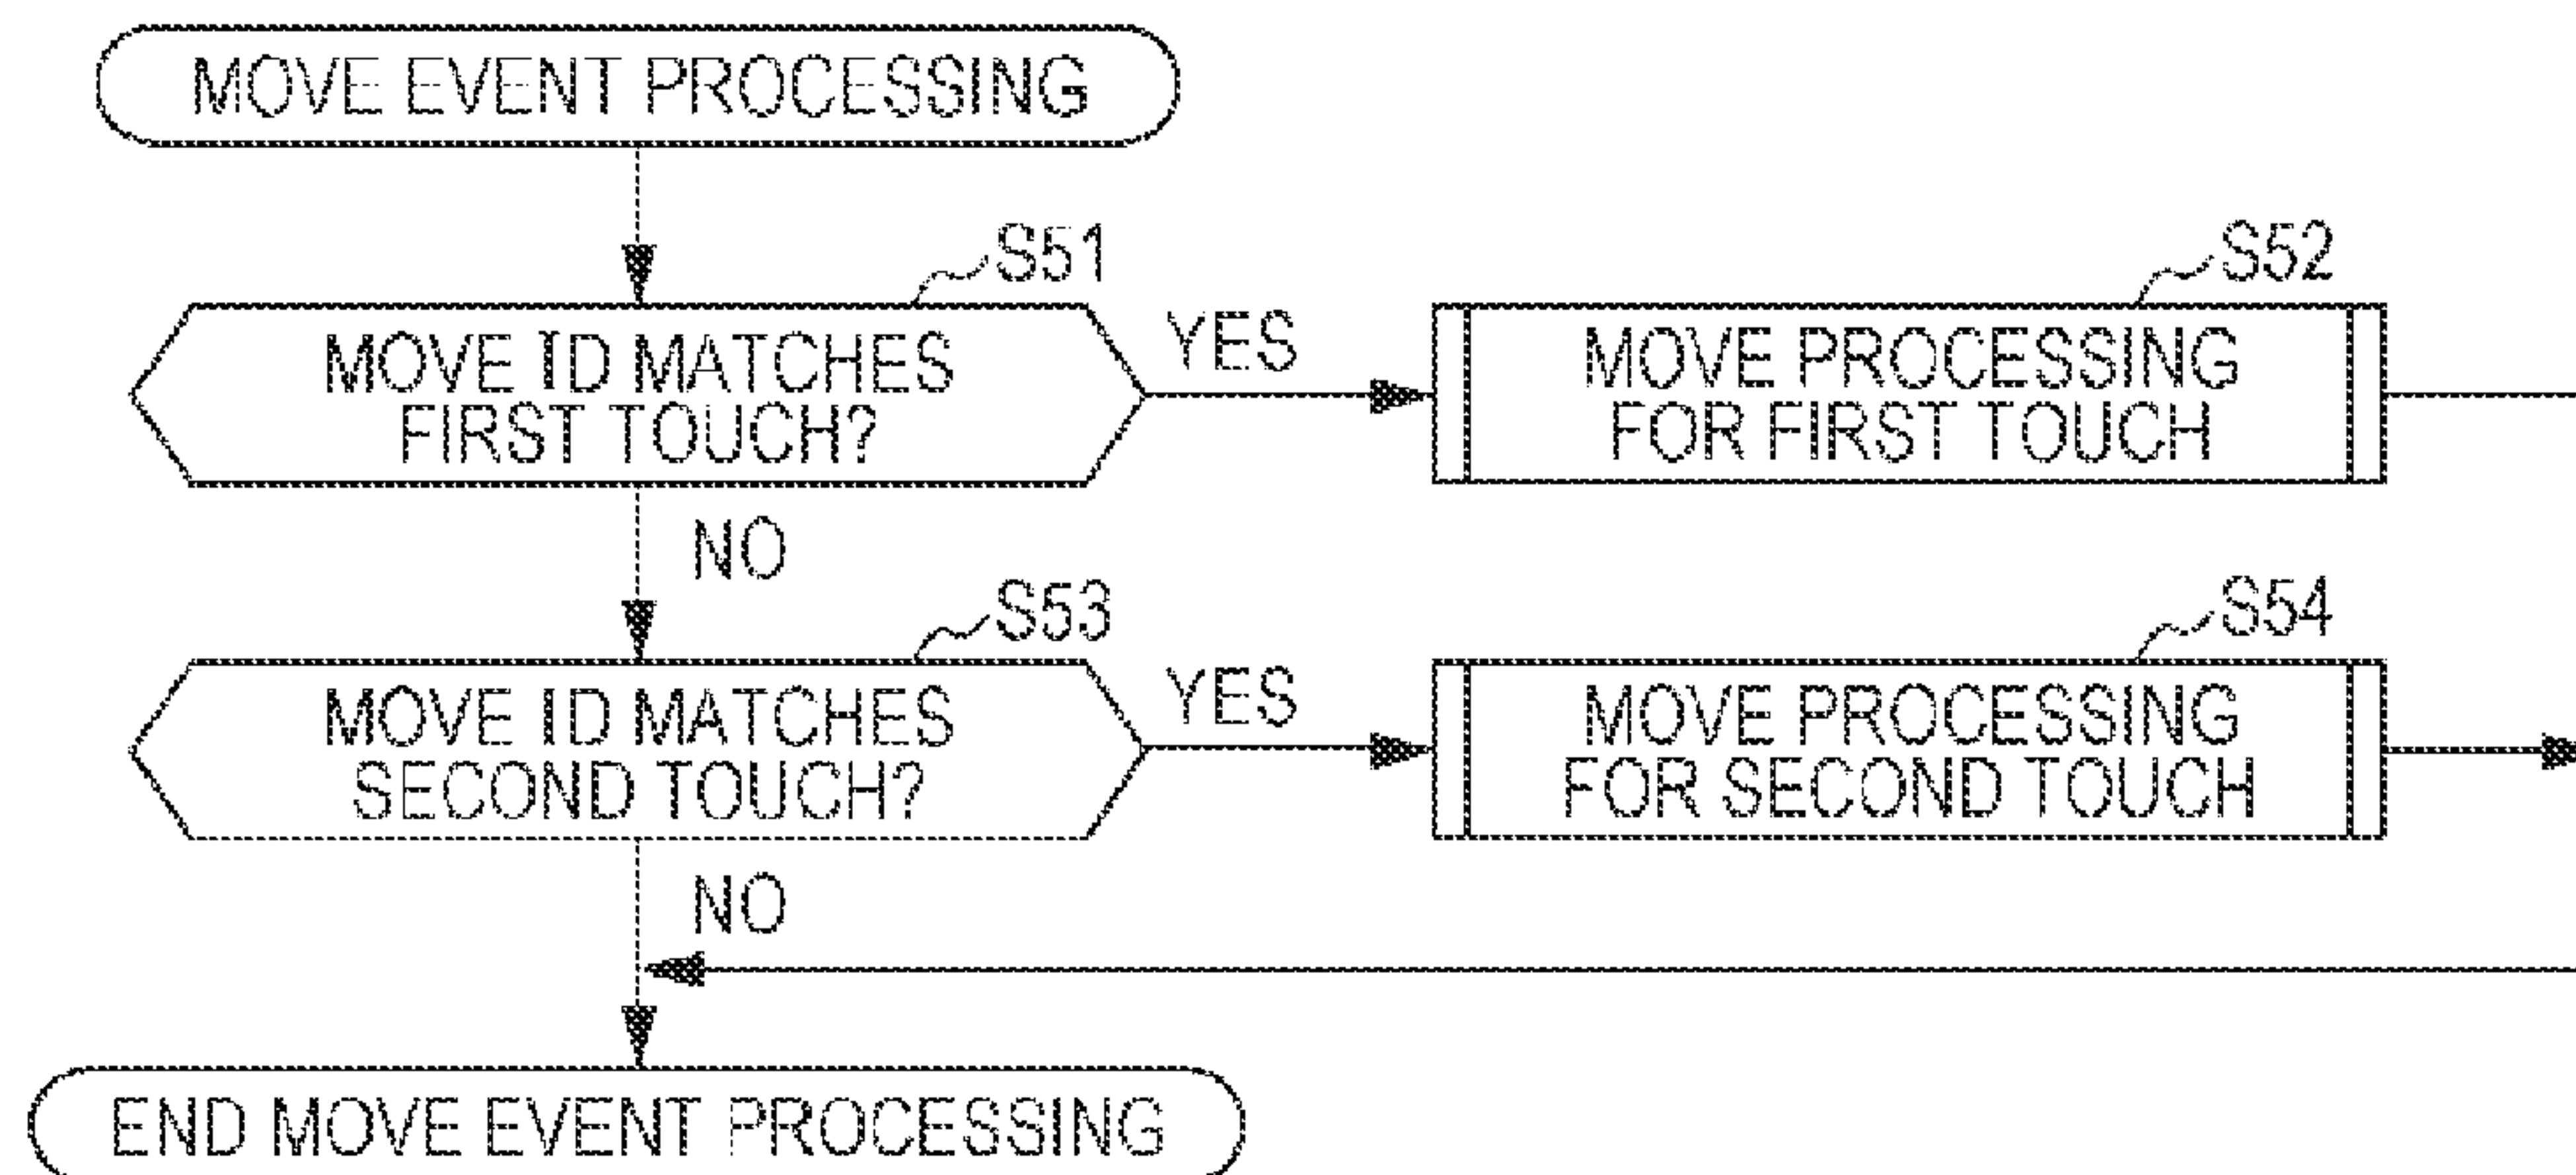 MOVE EVENT PROCESSING
S51
MOVE ID MATCHES
FIRST TOUCH?
YES
S52
MOVE PROCESSING
FOR FIRST TOUCH
NO
S53
MOVE ID MATCHES
SECOND TOUCH?
YES
S54
MOVE PROCESSING
FOR SECOND TOUCH
NO
END MOVE EVENT PROCESSING